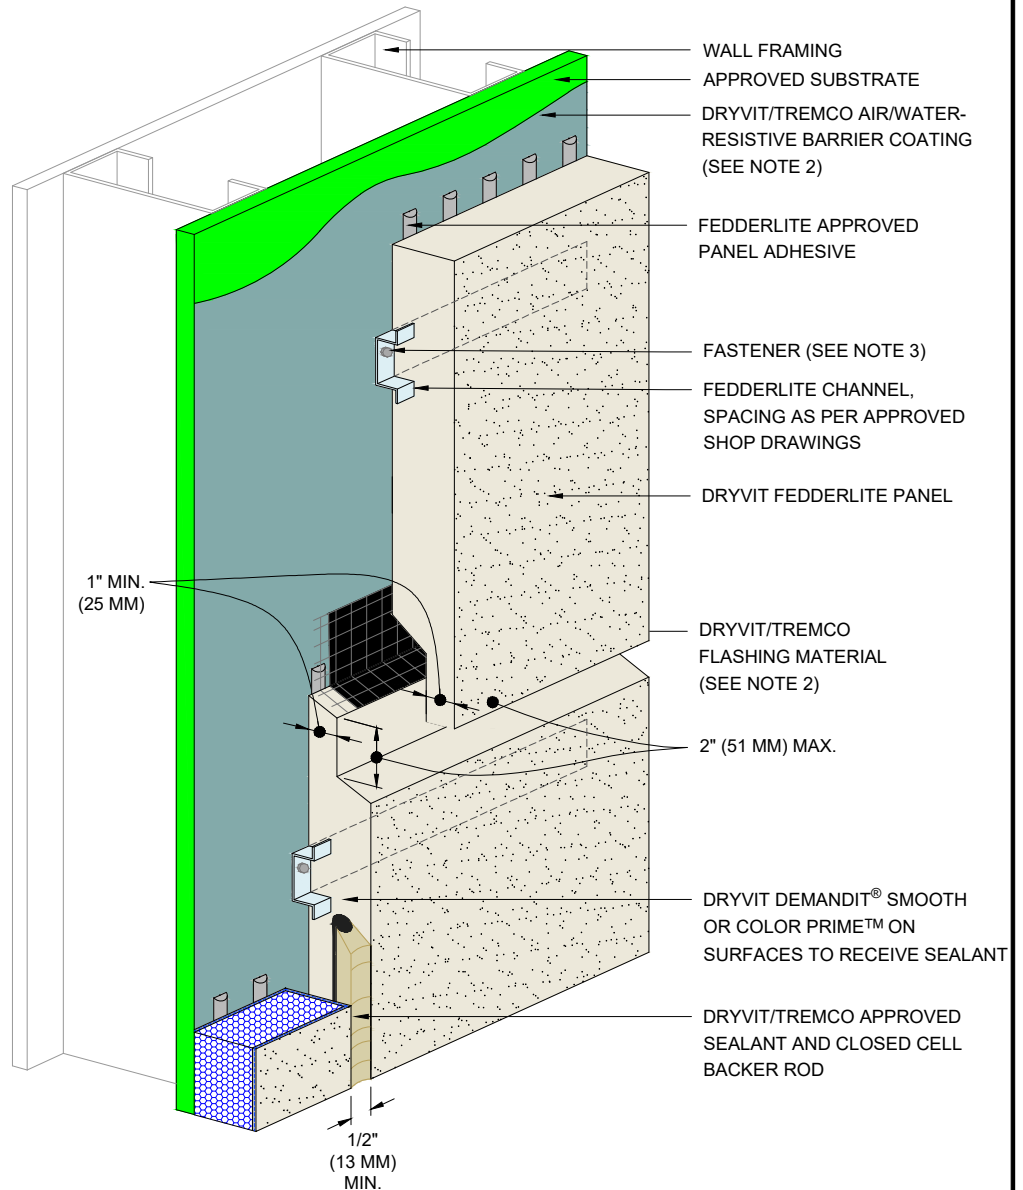 WALL FRAMING
APPROVED SUBSTRATE
DRYVIT/TREMCO AIR/WATER-
RESISTIVE BARRIER COATING
(SEE NOTE 2)
FEDDERLITE APPROVED
PANEL ADHESIVE
FASTENER (SEE NOTE 3)
FEDDERLITE CHANNEL,
SPACING AS PER APPROVED
SHOP DRAWINGS
DRYVIT FEDDERLITE PANEL
1" MIN.
(25 MM)
DRYVIT/TREMCO
FLASHING MATERIAL
(SEE NOTE 2)
2" (51 MM) MAX.
DRYVIT DEMANDIT® SMOOTH
OR COLOR PRIME™ ON
SURFACES TO RECEIVE SEALANT
DRYVIT/TREMCO APPROVED
SEALANT AND CLOSED CELL
BACKER ROD
1/2"
(13 MM)
MIN.